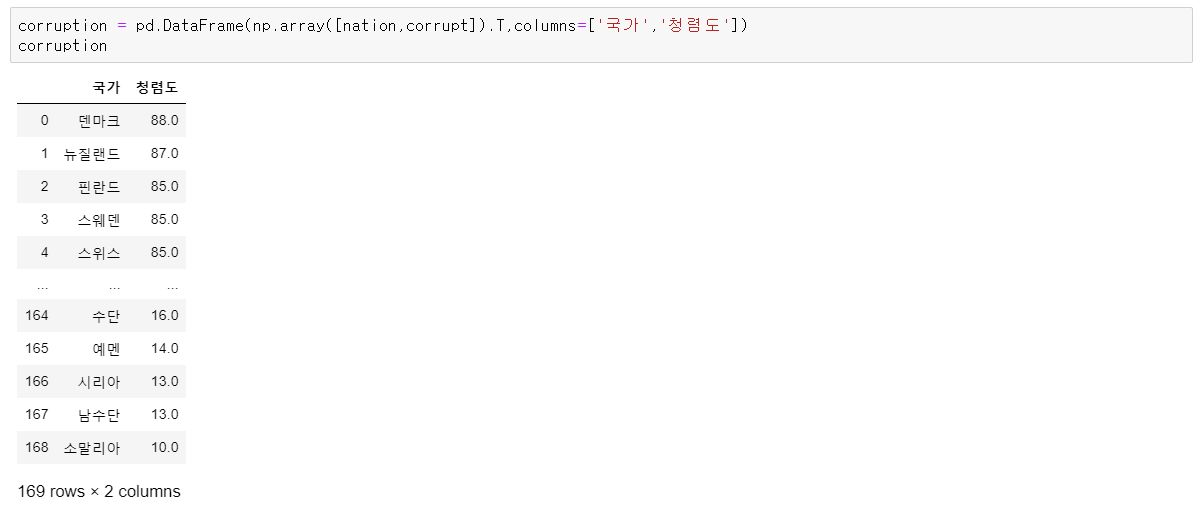 corruption = pd.DataFrame(np.array([nation,corrupt]).T,columns=['국가','청렴도'])
corruption
국가 청렴도
0 덴마크 88.0
1 뉴질랜드 87.0
2 핀란드 85.0
3 스웨덴 85.0
4 스위스 85.0
... ... ...
164 수단 16.0
165 예멘 14.0
166 시리아 13.0
167 남수단 13.0
168 소말리아 10.0
169 rows × 2 columns